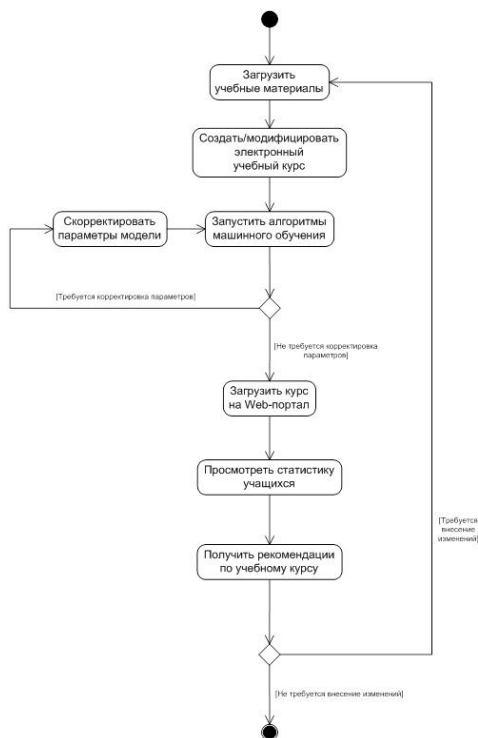 Загрузить
учебные материалы
Создать/модифицировать
электронный
учебный курс
Скорректировать
параметры модели
Запустить алгоритмы
машинного обучения
[Требуется корректировка параметров]
[Не требуется корректировка
параметров]
Загрузить курс
на Web-портал
Просмотреть статистику
учащихся
[Требуется
внесение
изменений]
Получить рекомендации
по учебному курсу
[Не требуется внесение изменений]